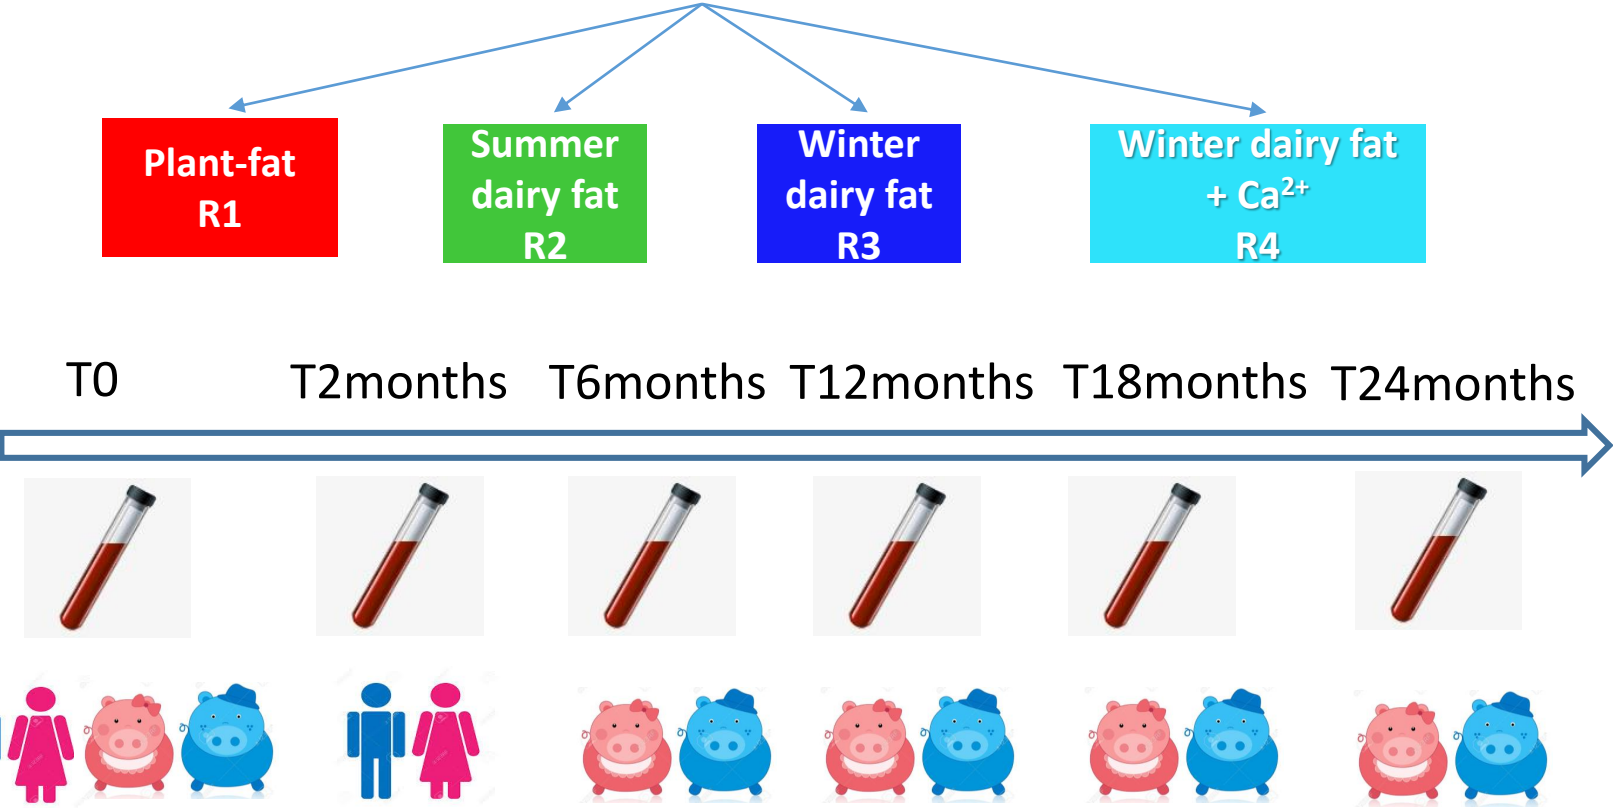 Plant-fat
R1
Summer
dairy fat
R2
Winter
dairy fat
R3
Winter dairy fat
+ Ca²⁺
R4
T0
T2months
T6months
T12months
T18months
T24months